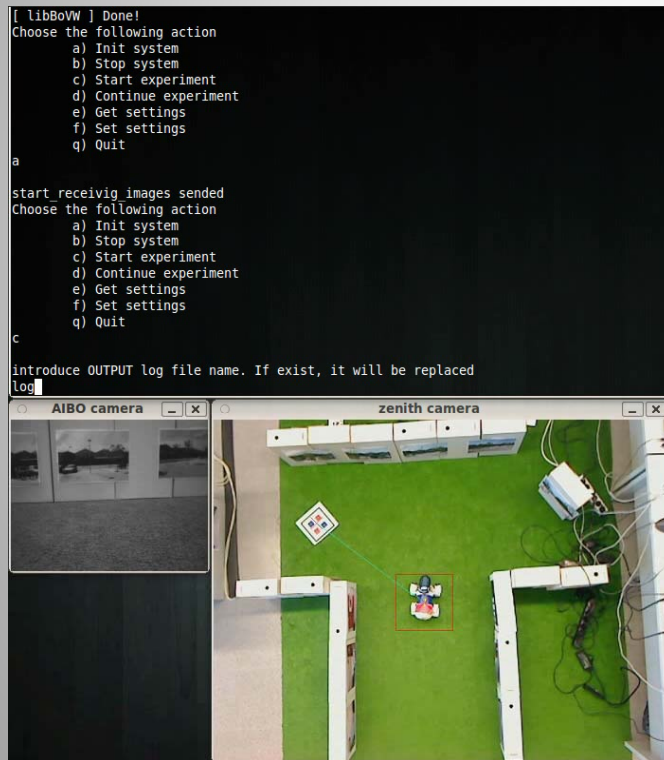 [ libBoVW ] Done!
Choose the following action
a) Init system
b) Stop system
c) Start experiment
d) Continue experiment
e) Get settings
f) Set settings
q) Quit
a
start_receivig_images sended
Choose the following action
a) Init system
b) Stop system
c) Start experiment
d) Continue experiment
e) Get settings
f) Set settings
q) Quit
c
introduce OUTPUT log file name. If exist, it will be replaced
log
AIBO camera
zenith camera